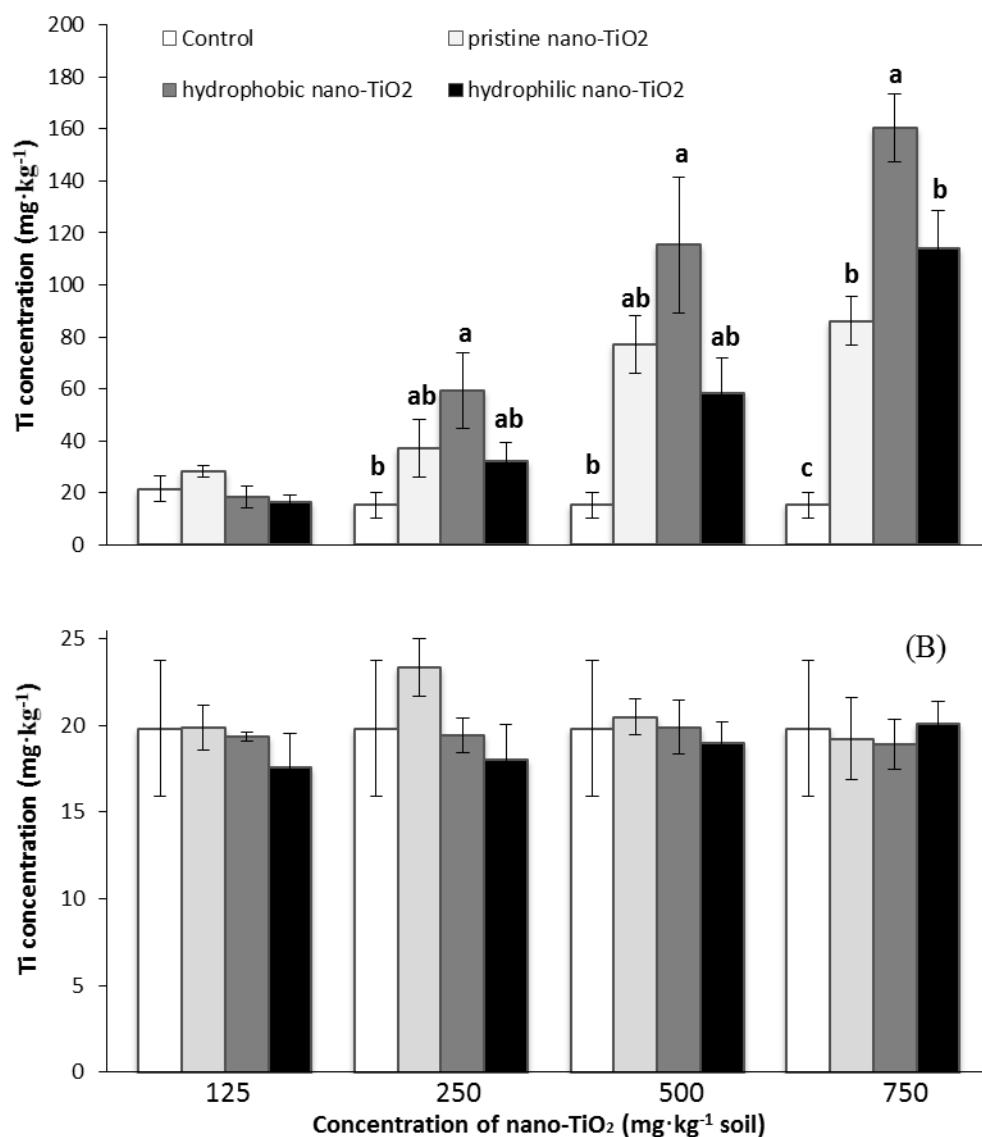 200
180
160
140
120
100
80
60
40
20
0
Ti concentration (mg·kg⁻¹)
Control
pristine nano-TiO2
hydrophobic nano-TiO2
hydrophilic nano-TiO2
b
ab
a
ab
b
ab
a
ab
c
b
a
b
(B)
25
20
15
10
5
0
Ti concentration (mg·kg⁻¹)
125 250 500 750
Concentration of nano-TiO₂ (mg·kg⁻¹ soil)